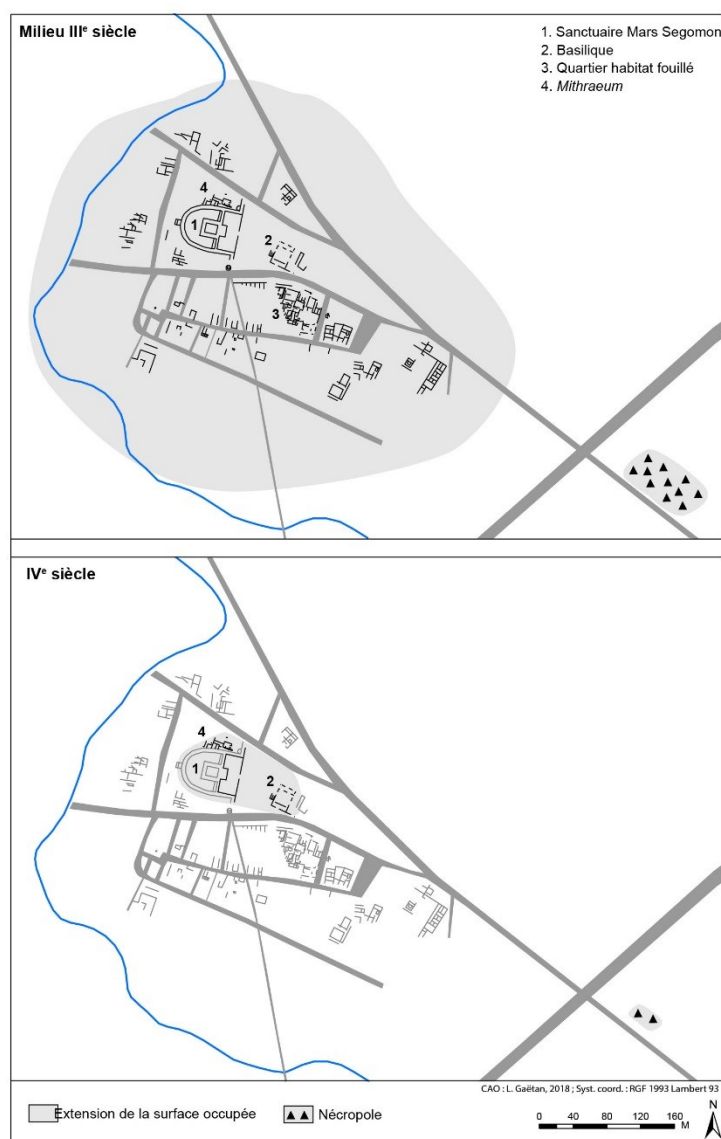 Milieu IIIe siècle
1. Sanctuaire Mars Segomon
2. Basilique
3. Quartier habitat fouillé
4. Mithraeum
4
1
2
3
IVe siècle
4
1
2
CAO : L. Gaëtan, 2018 ; Syst. coord. : RGF 1993 Lambert 93
Extension de la surface occupée
Nécropole
0 40 80 120 160
M
N